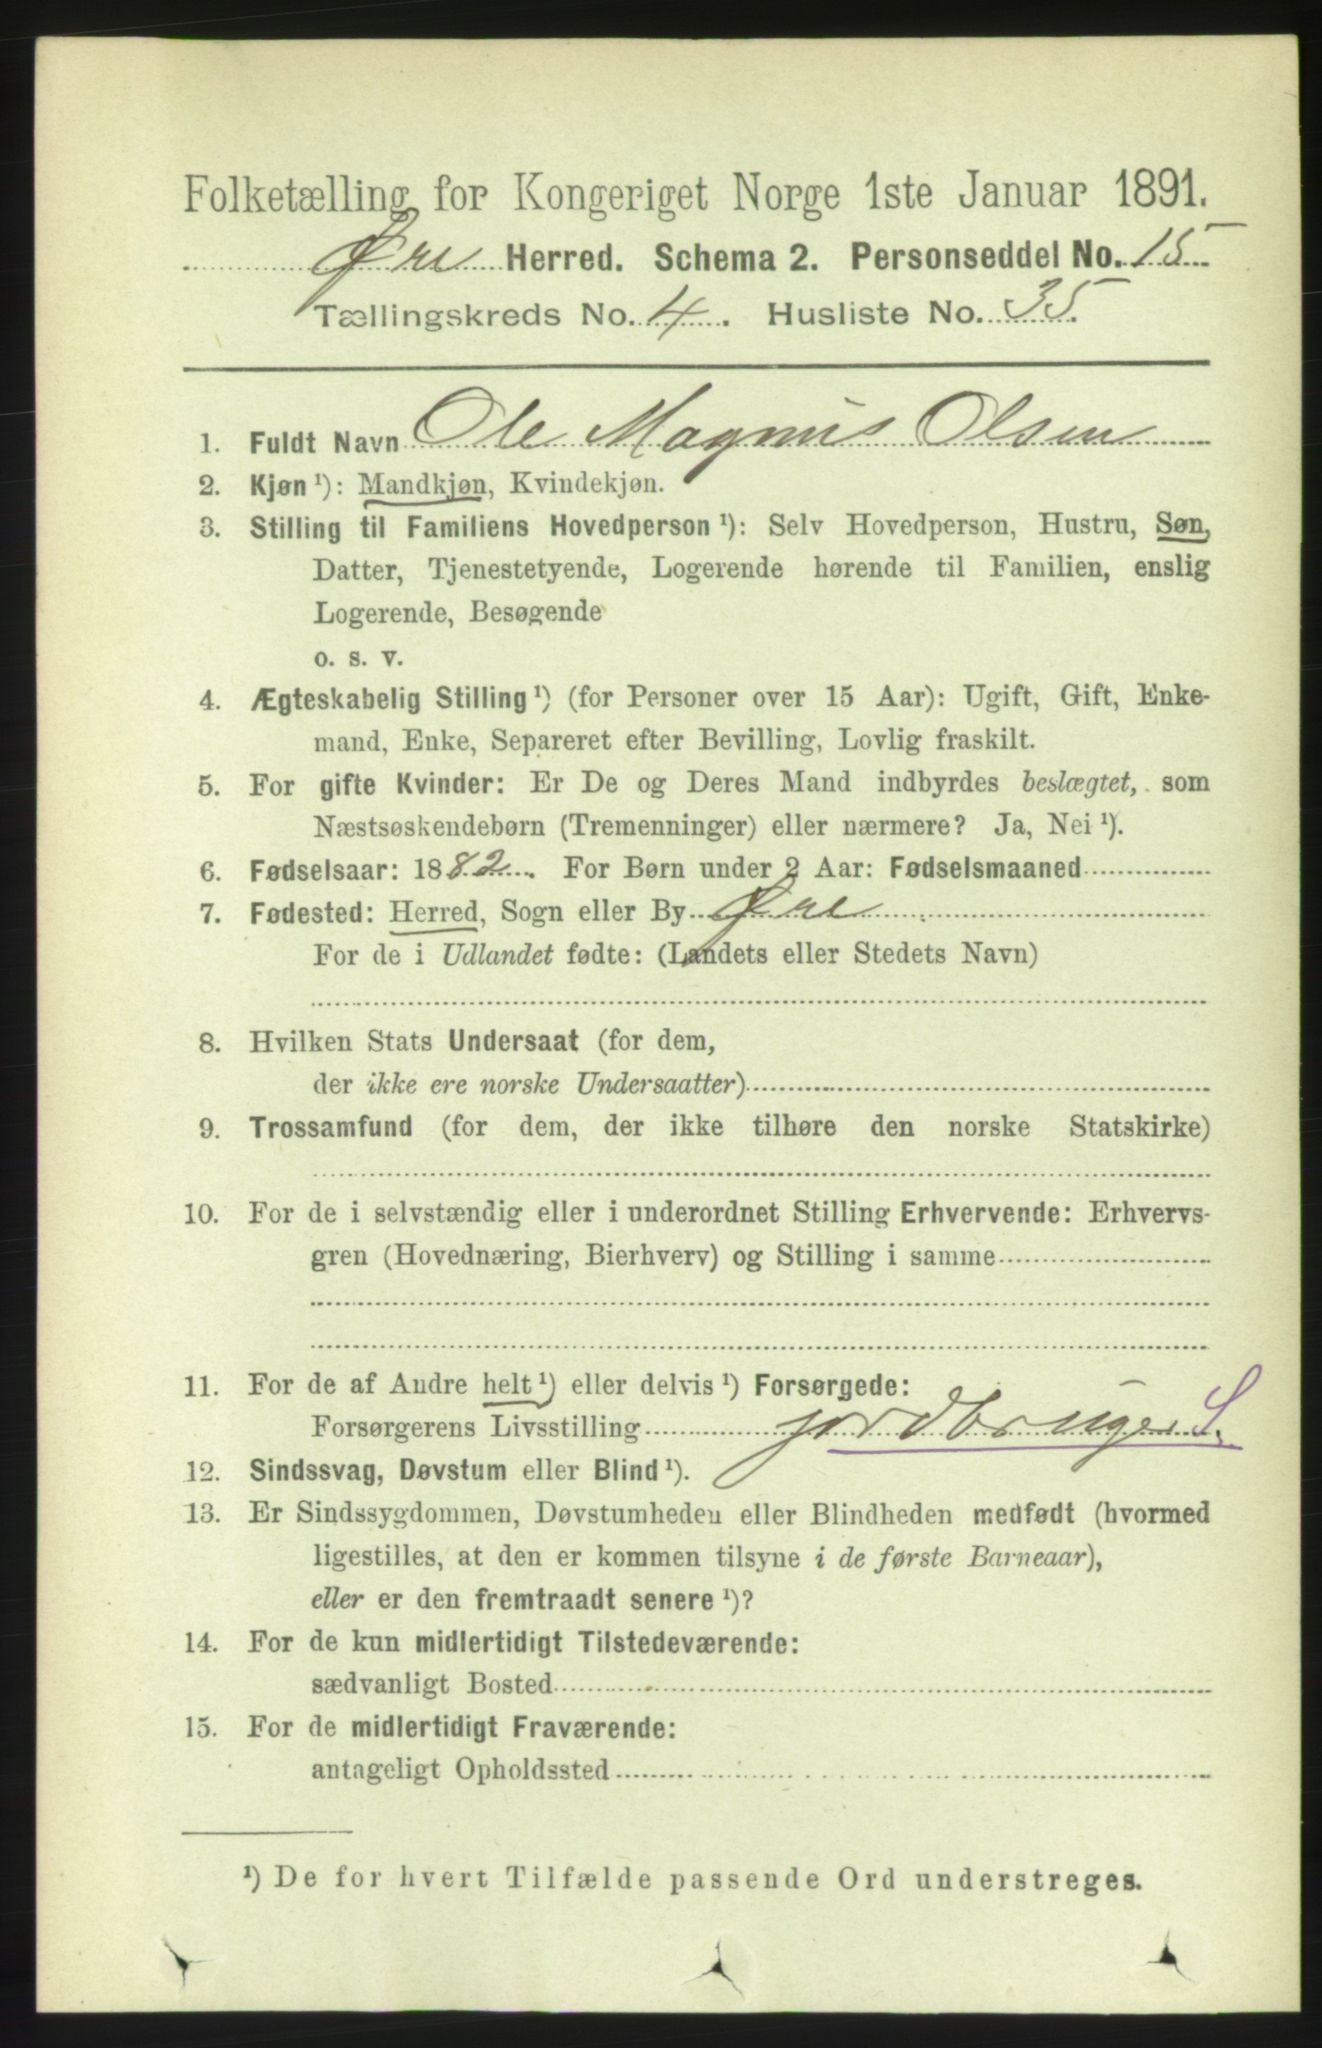 Folketælling for Kongeriget Norge 1ste Januar 1891.
Øre Herred. Schema 2. Personseddel No. 15
Tællingskreds No. 4. Husliste No. 35
1. Fuldt Navn Ole Magnus Olsen
2. Kjøn ¹): Mandkjøn, Kvindekjøn.
3. Stilling til Familiens Hovedperson ¹): Selv Hovedperson, Hustru, Søn,
Datter, Tjenestetyende, Logerende hørende til Familien, enslig
Logerende, Besøgende
o. s. v.
4. Ægteskabelig Stilling ¹) (for Personer over 15 Aar): Ugift, Gift, Enke-
mand, Enke, Separeret efter Bevilling, Lovlig fraskilt.
5. For gifte Kvinder: Er De og Deres Mand indbyrdes beslægtet, som
Næstsøskendebørn (Tremenninger) eller nærmere? Ja, Nei ¹).
6. Fødselsaar: 1882. For Børn under 2 Aar: Fødselsmaaned
7. Fødested: Herred, Sogn eller By Øre
For de i Udlandet fødte: (Landets eller Stedets Navn)
8. Hvilken Stats Undersaat (for dem,
der ikke ere norske Undersaatter)
9. Trossamfund (for dem, der ikke tilhøre den norske Statskirke)
10. For de i selvstændig eller i underordnet Stilling Erhvervende: Erhvervs-
gren (Hovednæring, Bierhverv) og Stilling i samme
11. For de af Andre helt ¹) eller delvis ¹) Forsørgede:
Forsørgerens Livsstilling jordbruger S.
12. Sindssvag, Døvstum eller Blind ¹).
13. Er Sindssygdommen, Døvstumheden eller Blindheden medfødt (hvormed
ligestilles, at den er kommen tilsyne i de første Barneaar),
eller er den fremtraadt senere ¹)?
14. For de kun midlertidigt Tilstedeværende:
sædvanligt Bosted
15. For de midlertidigt Fraværende:
antageligt Opholdssted
¹) De for hvert Tilfælde passende Ord understreges.